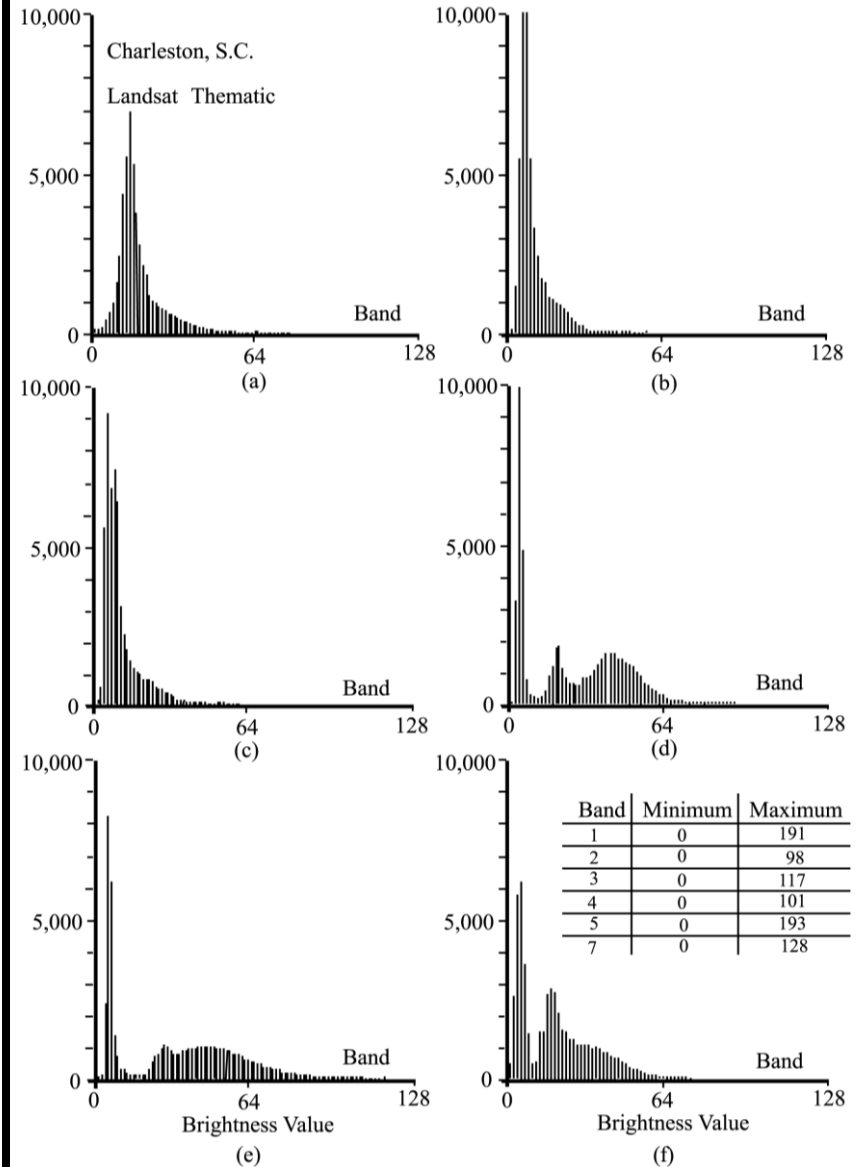 10,000
Charleston, S.C.
Landsat Thematic
5,000
Band
0
0 64 128
(a)
10,000
5,000
Band
0
0 64 128
(b)
10,000
5,000
Band
0
0 64 128
(c)
10,000
5,000
Band
0
0 64 128
(d)
10,000
5,000
Band
0
0 64 128
Brightness Value
(e)
10,000
Band Minimum Maximum
1 0 191
2 0 98
3 0 117
4 0 101
5 0 193
7 0 128
5,000
Band
0
0 64 128
Brightness Value
(f)